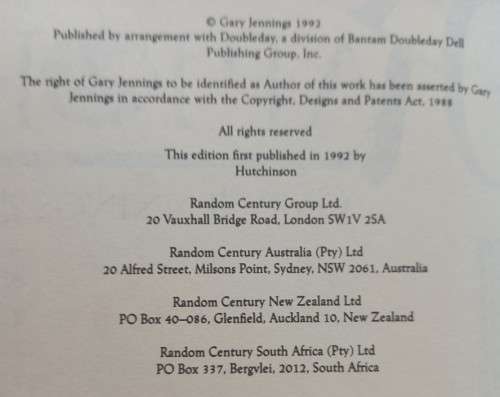 © Gary Jennings 1992
Published by arrangement with Doubleday, a division of Bantam Doubleday Dell
Publishing Group, Inc.
The right of Gary Jennings to be identified as Author of this work has been asserted by Gary
Jennings in accordance with the Copyright, Designs and Patents Act, 1988
All rights reserved
This edition first published in 1992 by
Hutchinson
Random Century Group Ltd.
20 Vauxhall Bridge Road, London SW1V 2SA
Random Century Australia (Pty) Ltd
20 Alfred Street, Milsons Point, Sydney, NSW 2061, Australia
Random Century New Zealand Ltd
PO Box 40–086, Glenfield, Auckland 10, New Zealand
Random Century South Africa (Pty) Ltd
PO Box 337, Bergvlei, 2012, South Africa